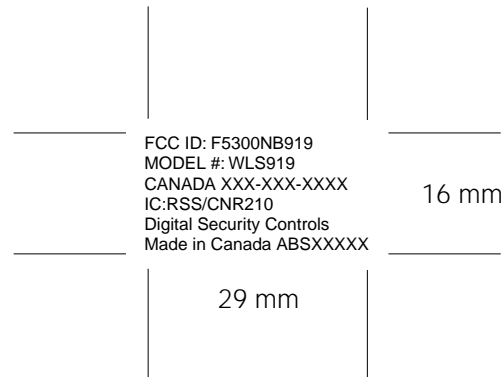 FCC ID: F5300NB919
MODEL #: WLS919
CANADA XXX-XXX-XXXX
IC:RSS/CNR210
Digital Security Controls
Made in Canada ABSXXXXX
16 mm
29 mm